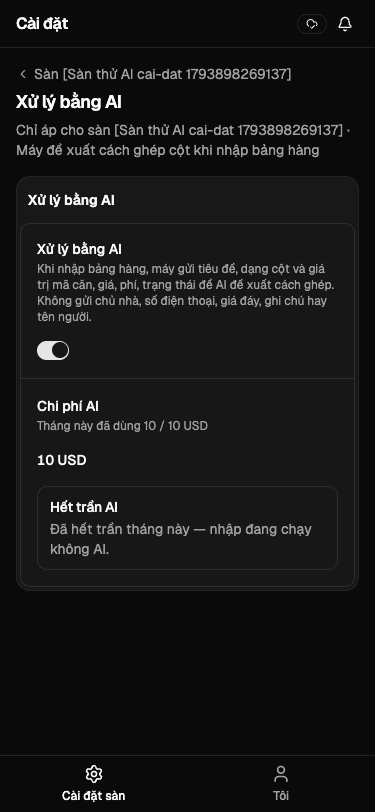 Cài đặt
Sàn [Sàn thử AI cai-dat 1793898269137]
Xử lý bằng AI
Chỉ áp cho sàn [Sàn thử AI cai-dat 1793898269137] ·
Máy đề xuất cách ghép cột khi nhập bảng hàng
Xử lý bằng AI
Xử lý bằng AI
Khi nhập bảng hàng, máy gửi tiêu đề, dạng cột và giá
trị mã căn, giá, phí, trạng thái để AI đề xuất cách ghép.
Không gửi chủ nhà, số điện thoại, giá đáy, ghi chú hay
tên người.
Chi phí AI
Tháng này đã dùng 10 / 10 USD
10 USD
Hết trần AI
Đã hết trần tháng này — nhập đang chạy
không AI.
Cài đặt sàn
Tôi